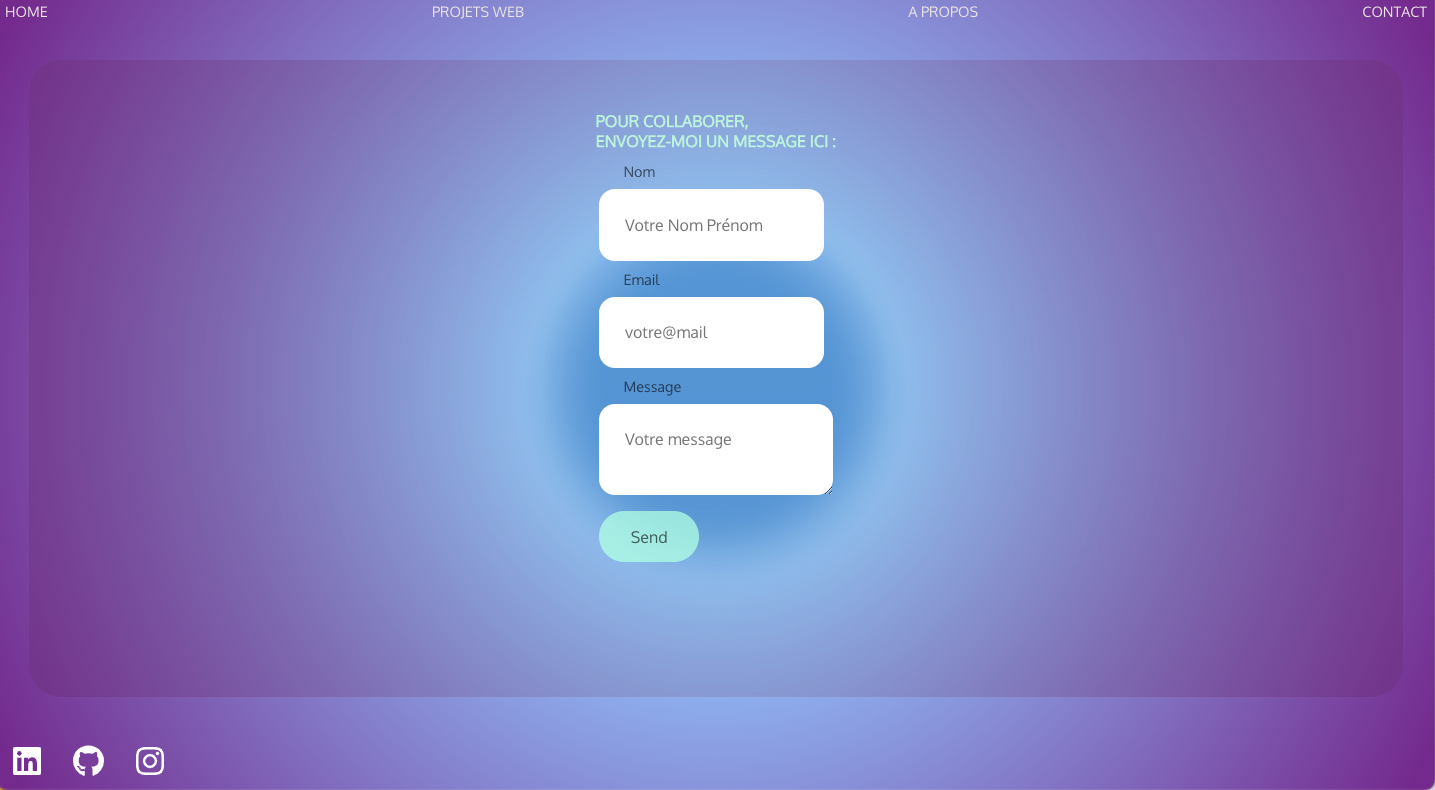 HOME
PROJETS WEB
A PROPOS
CONTACT
POUR COLLABORER,
ENVOYEZ-MOI UN MESSAGE ICI :
Nom
Votre Nom Prénom
Email
votre@mail
Message
Votre message
Send
in